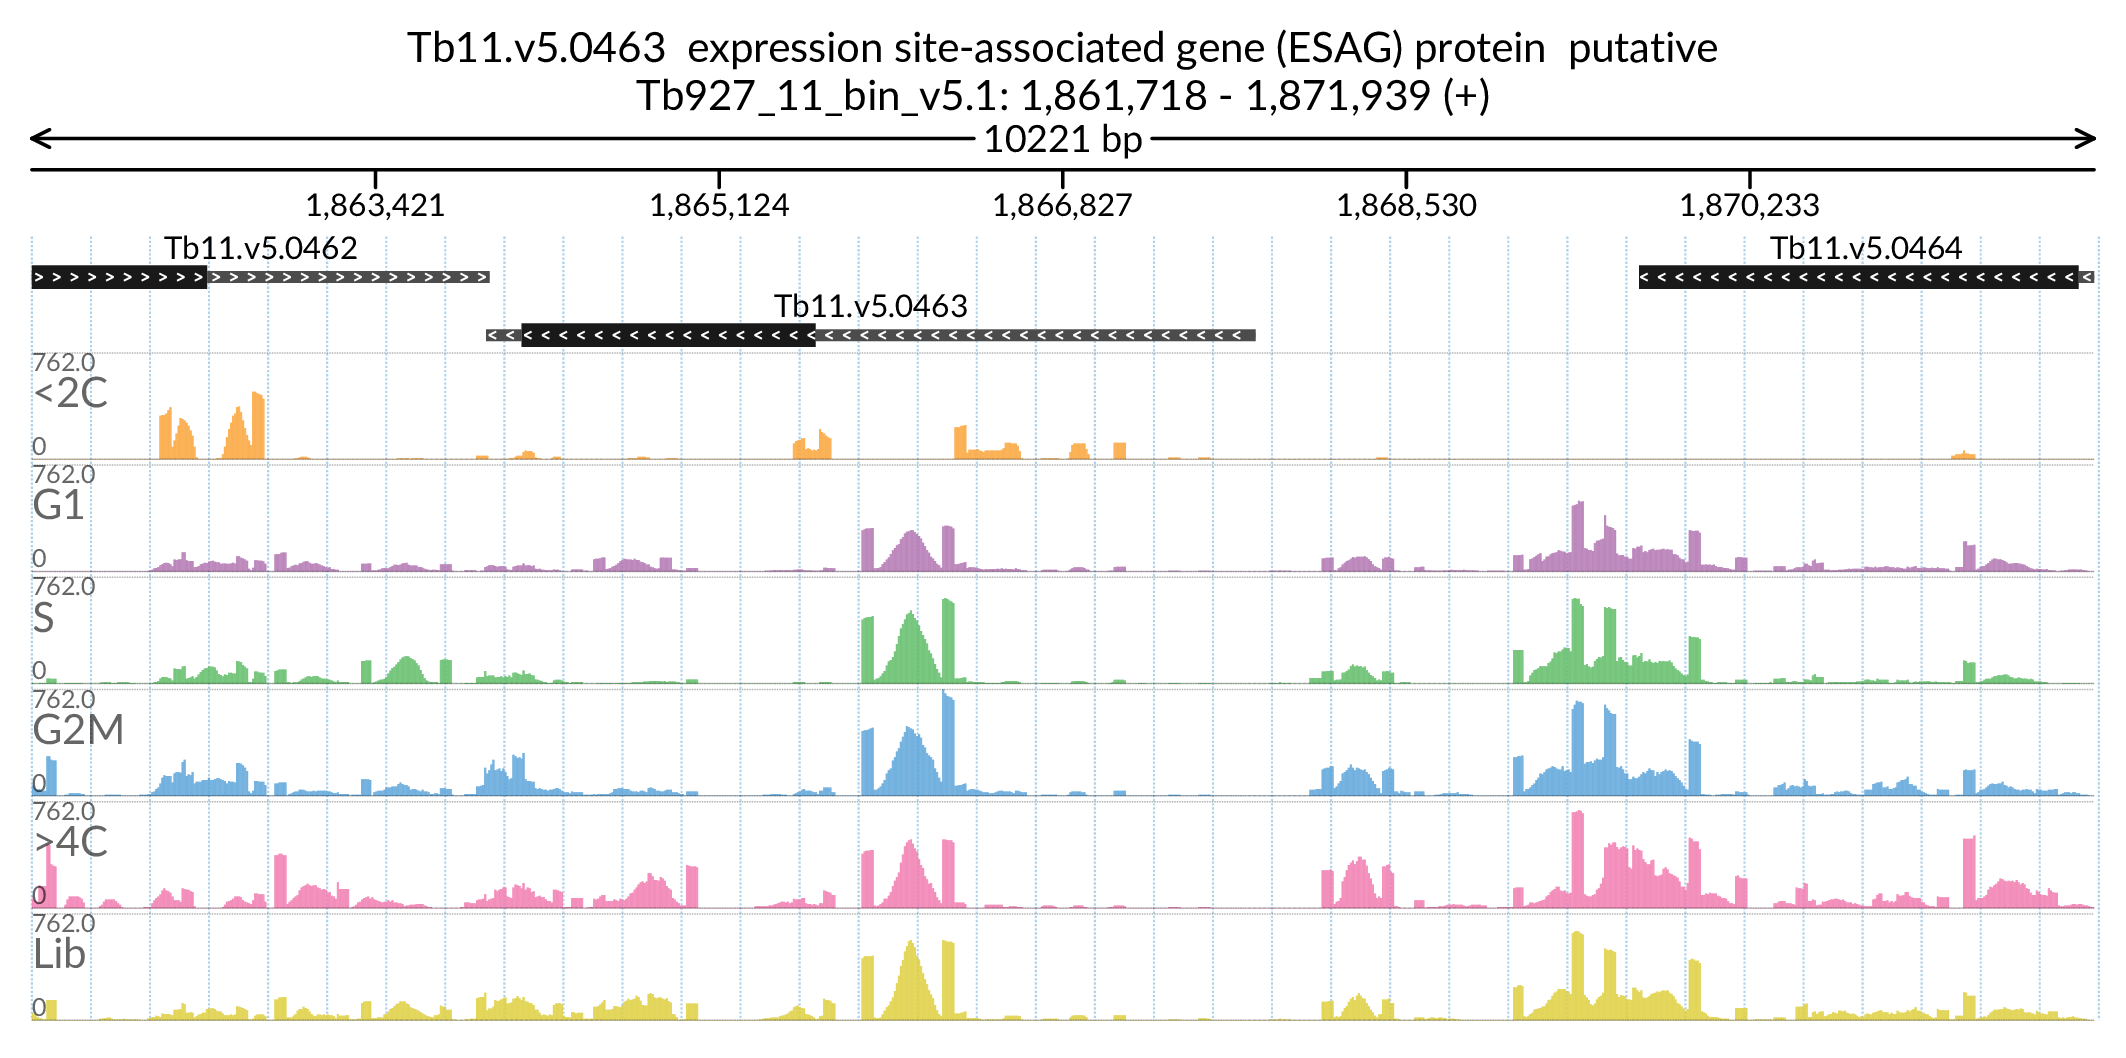 Tb11.v5.0463 expression site-associated gene (ESAG) protein putative
Tb927_11_bin_v5.1: 1,861,718 - 1,871,939 (+)
10221 bp
1,863,421 1,865,124 1,866,827 1,868,530 1,870,233
Tb11.v5.0462 Tb11.v5.0464
Tb11.v5.0463
762.0
<2C
0
762.0
G1
0
762.0
S
0
762.0
G2M
0
762.0
>4C
0
762.0
Lib
0